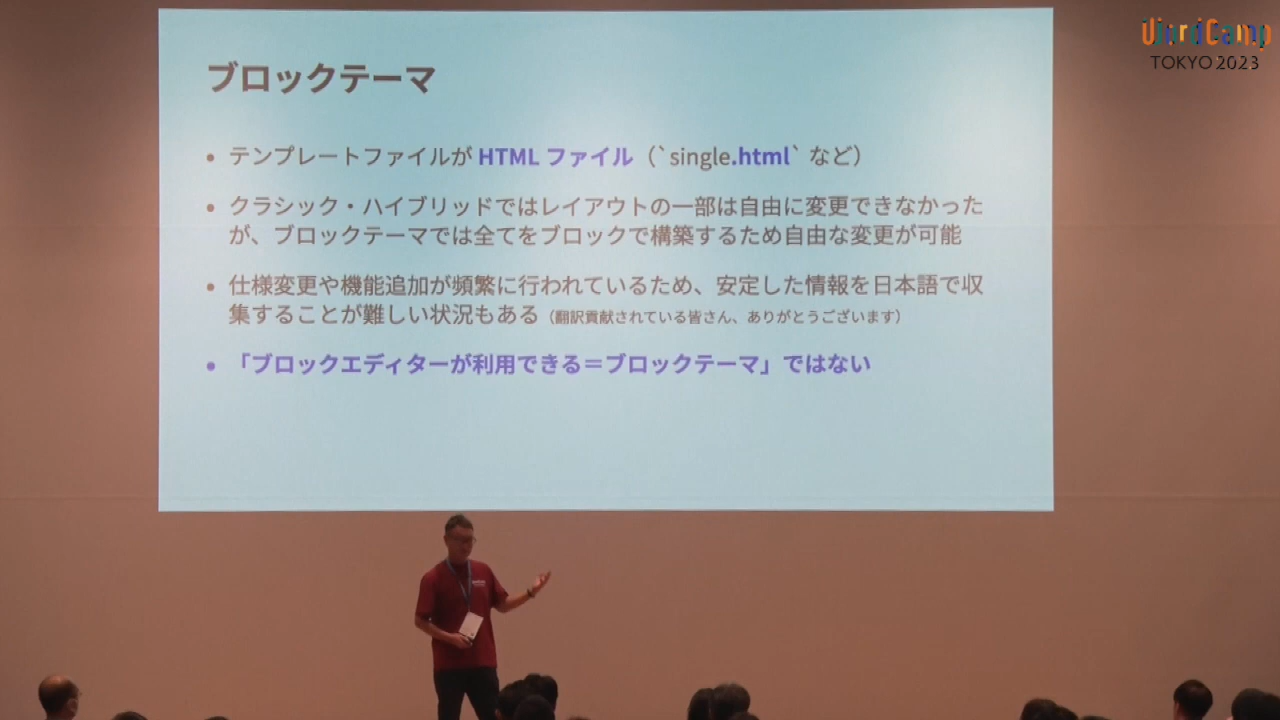 WordCamp
TOKYO 2023
ブロックテーマ
• テンプレートファイルが HTML ファイル（`single.html` など）
• クラシック・ハイブリッドではレイアウトの一部は自由に変更できなかった
が、ブロックテーマでは全てをブロックで構築するため自由な変更が可能
• 仕様変更や機能追加が頻繁に行われているため、安定した情報を日本語で収
集することが難しい状況もある（翻訳貢献されている皆さん、ありがとうございます）
• 「ブロックエディターが利用できる＝ブロックテーマ」ではない